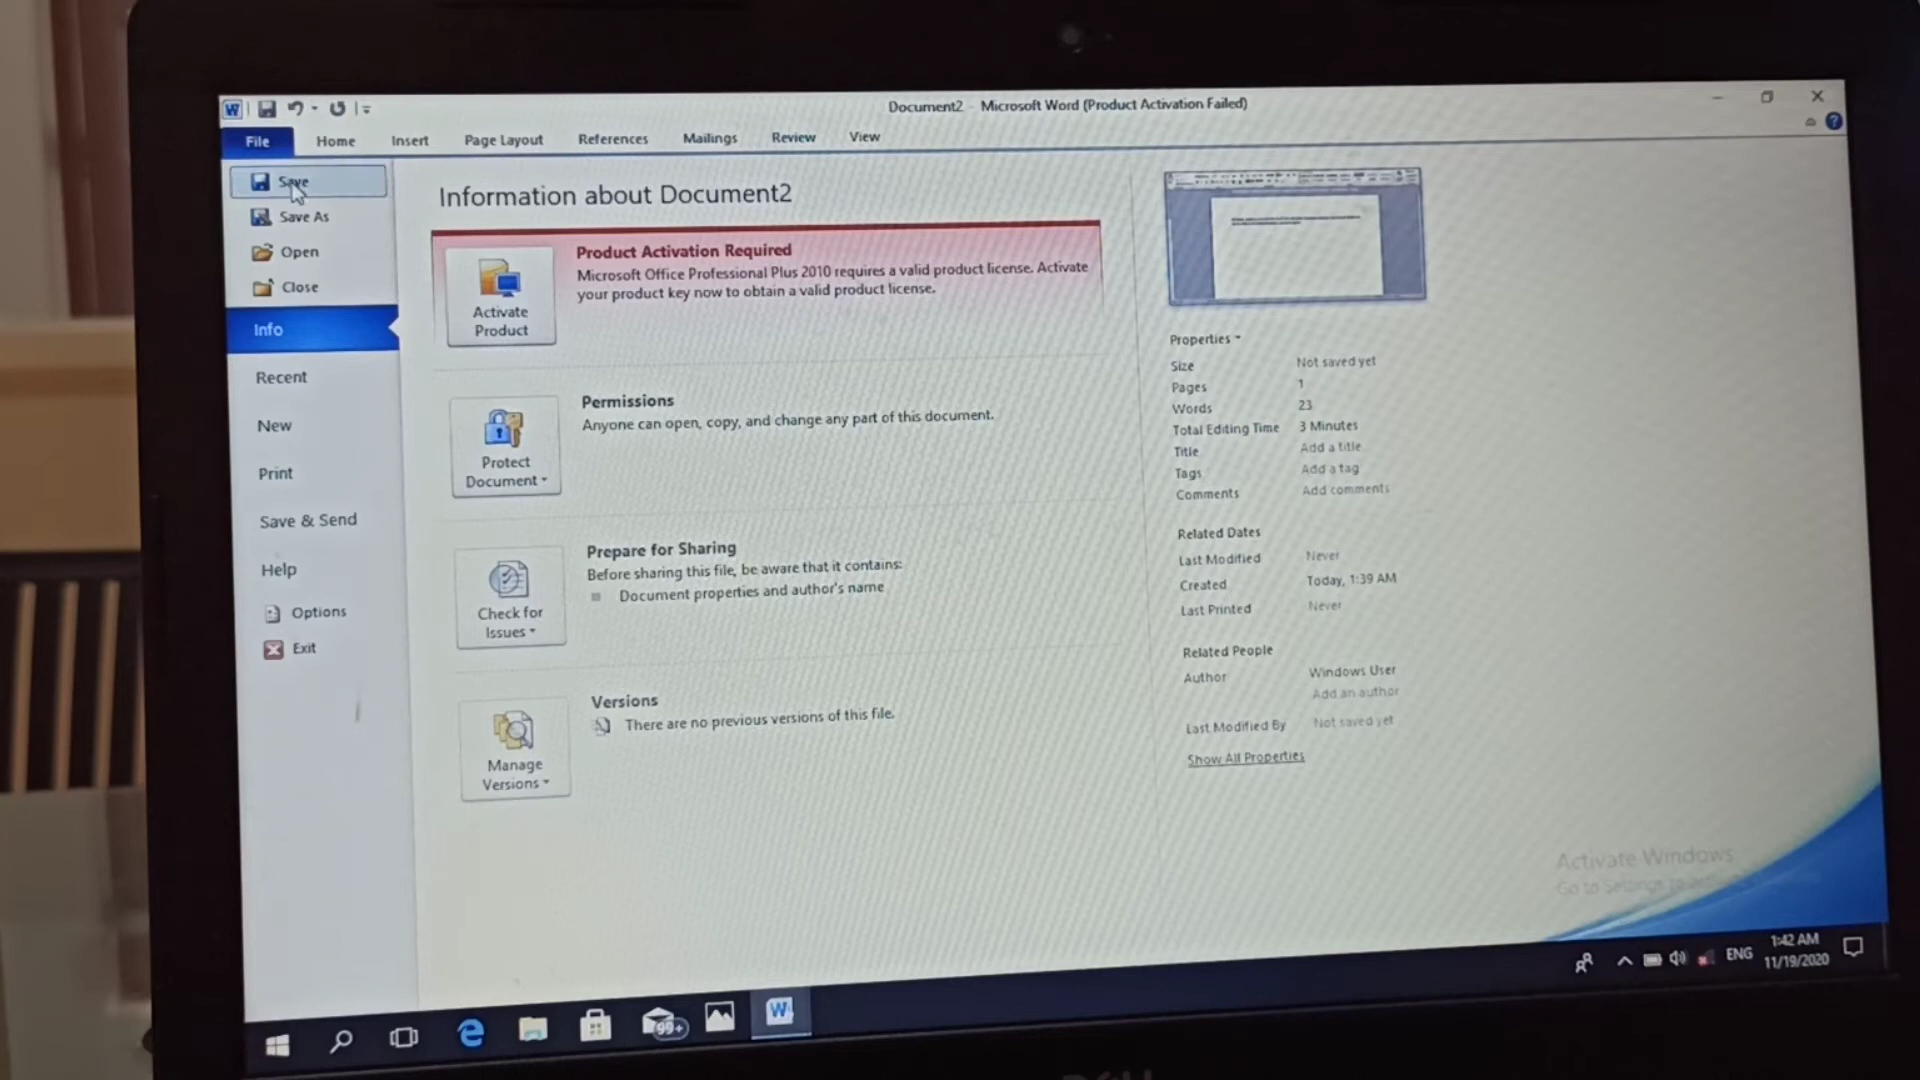 Document2 - Microsoft Word (Product Activation Failed)
File Home Insert Page Layout References Mailings Review View
Save
Save As
Open
Close
Info
Recent
New
Print
Save & Send
Help
Options
Exit
Information about Document2
Activate
Product
Product Activation Required
Microsoft Office Professional Plus 2010 requires a valid product license. Activate
your product key now to obtain a valid product license.
Protect
Document
Permissions
Anyone can open, copy, and change any part of this document.
Check for
Issues
Prepare for Sharing
Before sharing this file, be aware that it contains:
Document properties and author's name
Manage
Versions
Versions
There are no previous versions of this file.
Properties
Size Not saved yet
Pages 1
Words 23
Total Editing Time 3 Minutes
Title Add a title
Tags Add a tag
Comments Add comments
Related Dates
Last Modified Never
Created Today, 1:39 AM
Last Printed Never
Related People
Author Windows User
Add an author
Last Modified By Not saved yet
Show All Properties
Activate Windows
Go to Settings to
99+
ENG
1:42 AM
11/19/2020